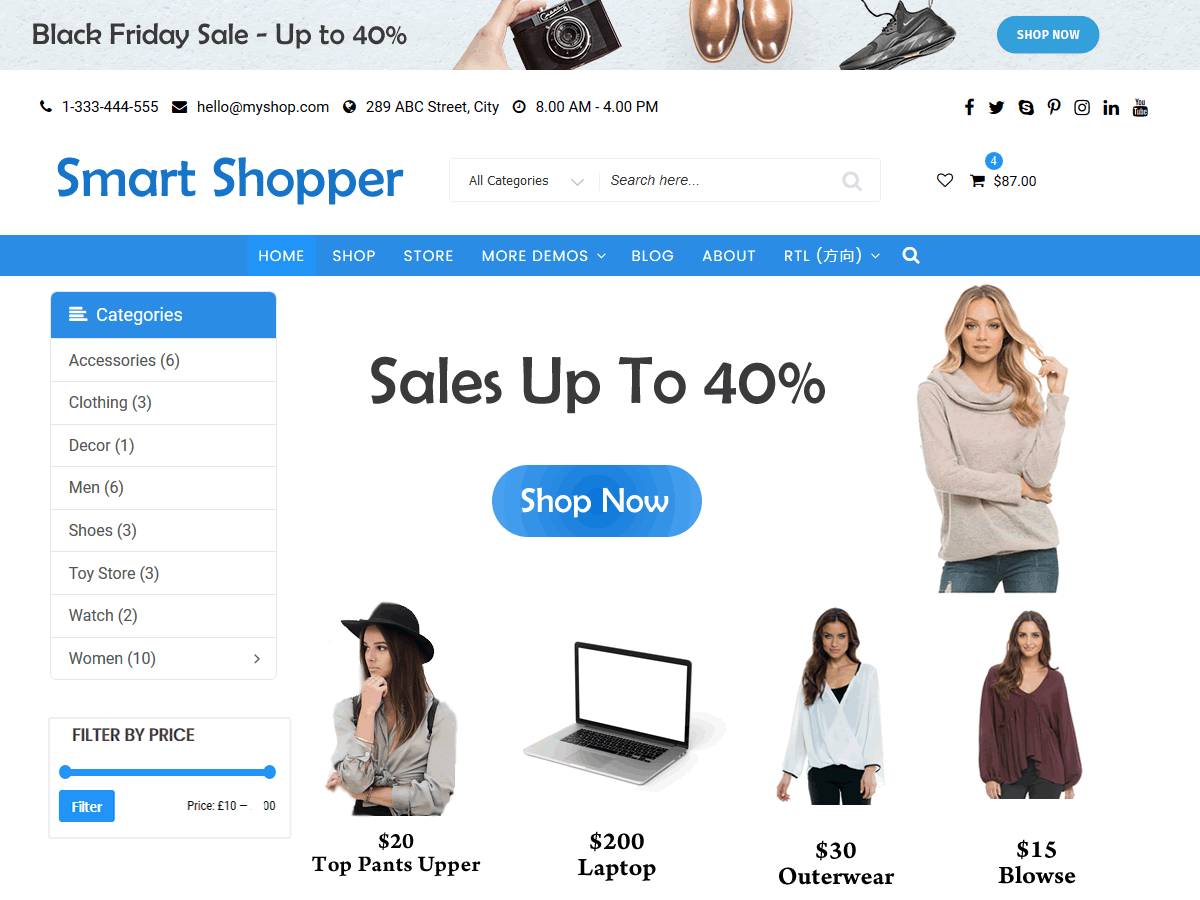 Black Friday Sale - Up to 40%
SHOP NOW
1-333-444-555 hello@myshop.com 289 ABC Street, City 8.00 AM - 4.00 PM
You Tube
Smart Shopper
All Categories
Search here...
4
$87.00
HOME SHOP STORE MORE DEMOS BLOG ABOUT RTL (方向)
Categories
Accessories (6)
Clothing (3)
Decor (1)
Men (6)
Shoes (3)
Toy Store (3)
Watch (2)
Women (10)
Sales Up To 40%
Shop Now
FILTER BY PRICE
Filter
Price: £10 —
$20
Top Pants Upper
$200
Laptop
$30
Outerwear
$15
Blowse